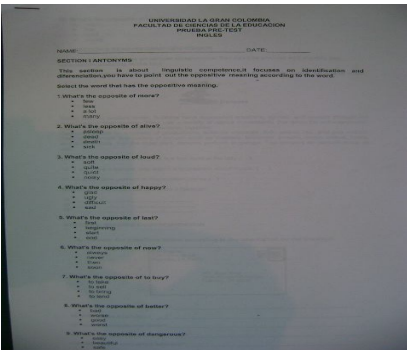 UNIVERSIDAD LA GRAN COLOMBIA
FACULTAD DE CIENCIAS DE LA EDUCACIÓN
PRUEBA PRE-TEST
INGLES
NAME: DATE:
SECTION I ANTONYMS
This section is about linguistic competence,it focuses on identification and
diferenciation,you have to point out the oppositive meaning according to the word.
Select the word that has the oppositive meaning.
1. What's the opposite of more?
few
less
a lot
many
2. What's the opposite of alive?
dead
death
sick
3. What's the opposite of loud?
soft
quite
noisy
4. What's the opposite of happy?
glad
ugly
difficult
sad
5. What's the opposite of last?
first
beginning
start
end
6. What's the opposite of now?
always
never
then
soon
7. What's the opposite of to buy?
to take
to sell
to bring
to land
8. What's the opposite of better?
bad
worse
good
worst
9. What's the opposite of dangerous?
beautiful
safe